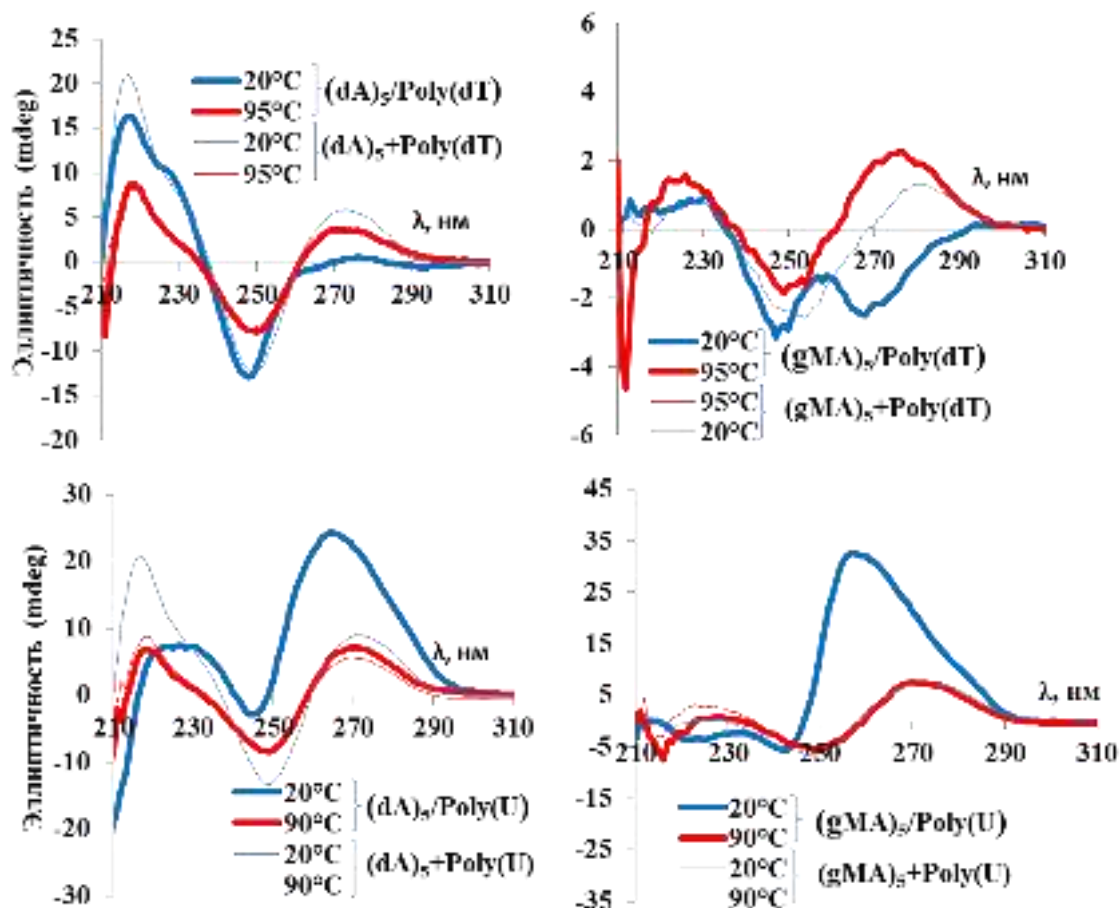 Эллиптичность (mdeg)
25
20
15
10
5
0
-5
-10
-15
-20
210 230 250 270 290 310
λ, нм
20°C
95°C
(dA)₅/Poly(dT)
20°C
95°C
(dA)₅+Poly(dT)
6
4
2
0
-2
-4
-6
210 230 250 270 290 310
λ, нм
20°C
95°C
(gMA)₅/Poly(dT)
95°C
20°C
(gMA)₅+Poly(dT)
Эллиптичность (mdeg)
30
20
10
0
-10
-20
-30
210 230 250 270 290 310
λ, нм
20°C
90°C
(dA)₅/Poly(U)
20°C
90°C
(dA)₅+Poly(U)
45
35
25
15
5
-5
-15
-25
-35
210 230 250 270 290 310
λ, нм
20°C
90°C
(gMA)₅/Poly(U)
20°C
90°C
(gMA)₅+Poly(U)